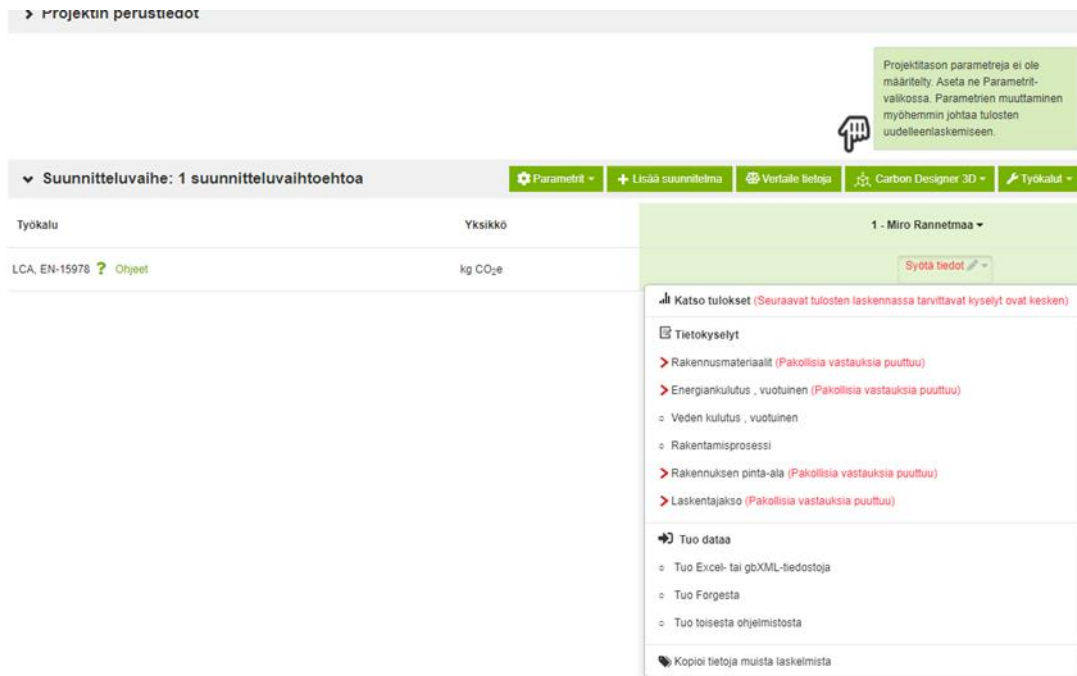 Projektin perustiedot
Projektitason parametreja ei ole
määritelty. Aseta ne Parametrit-
valikossa. Parametrien muuttaminen
myöhemmin johtaa tulosten
uudelleenlaskemiseen.
Suunnitteluvaihe: 1 suunnitteluvaihtoehtoa
Parametrit
+ Lisää suunnitelma
Vertaile tietoja
Carbon Designer 3D
Työkalut
Työkalu
Yksikkö
1 - Miro Rannetmaa
LCA, EN-15978 ? Ohjeet
kg CO₂e
Syötä tiedot
Katso tulokset (Seuraavat tulosten laskennassa tarvittavat kyselyt ovat kesken)
Tietokyselyt
Rakennusmateriaalit (Pakollisia vastauksia puuttuu)
Energiankulutus , vuotuinen (Pakollisia vastauksia puuttuu)
Veden kulutus , vuotuinen
Rakentamisprosessi
Rakennuksen pinta-ala (Pakollisia vastauksia puuttuu)
Laskentajakso (Pakollisia vastauksia puuttuu)
Tuo dataa
Tuo Excel- tai gbXML-tiedostoja
Tuo Forgesta
Tuo toisesta ohjelmistosta
Kopioi tietoja muista laskelmista